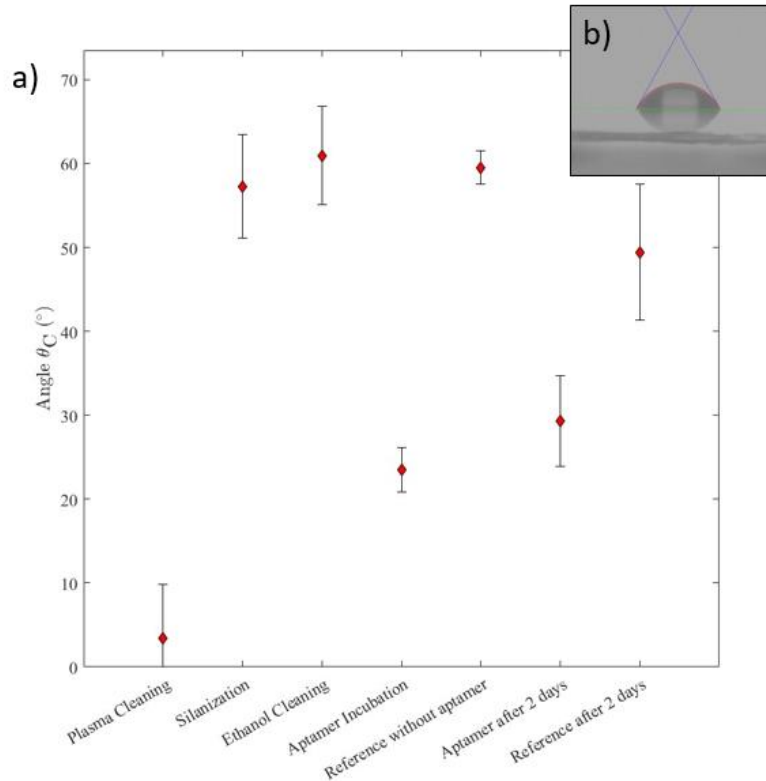 a)
b)
70
60
50
40
30
20
10
0
Angle θC (°)
Plasma Cleaning
Silanization
Ethanol Cleaning
Aptamer Incubation
Reference without aptamer
Aptamer after 2 days
Reference after 2 days